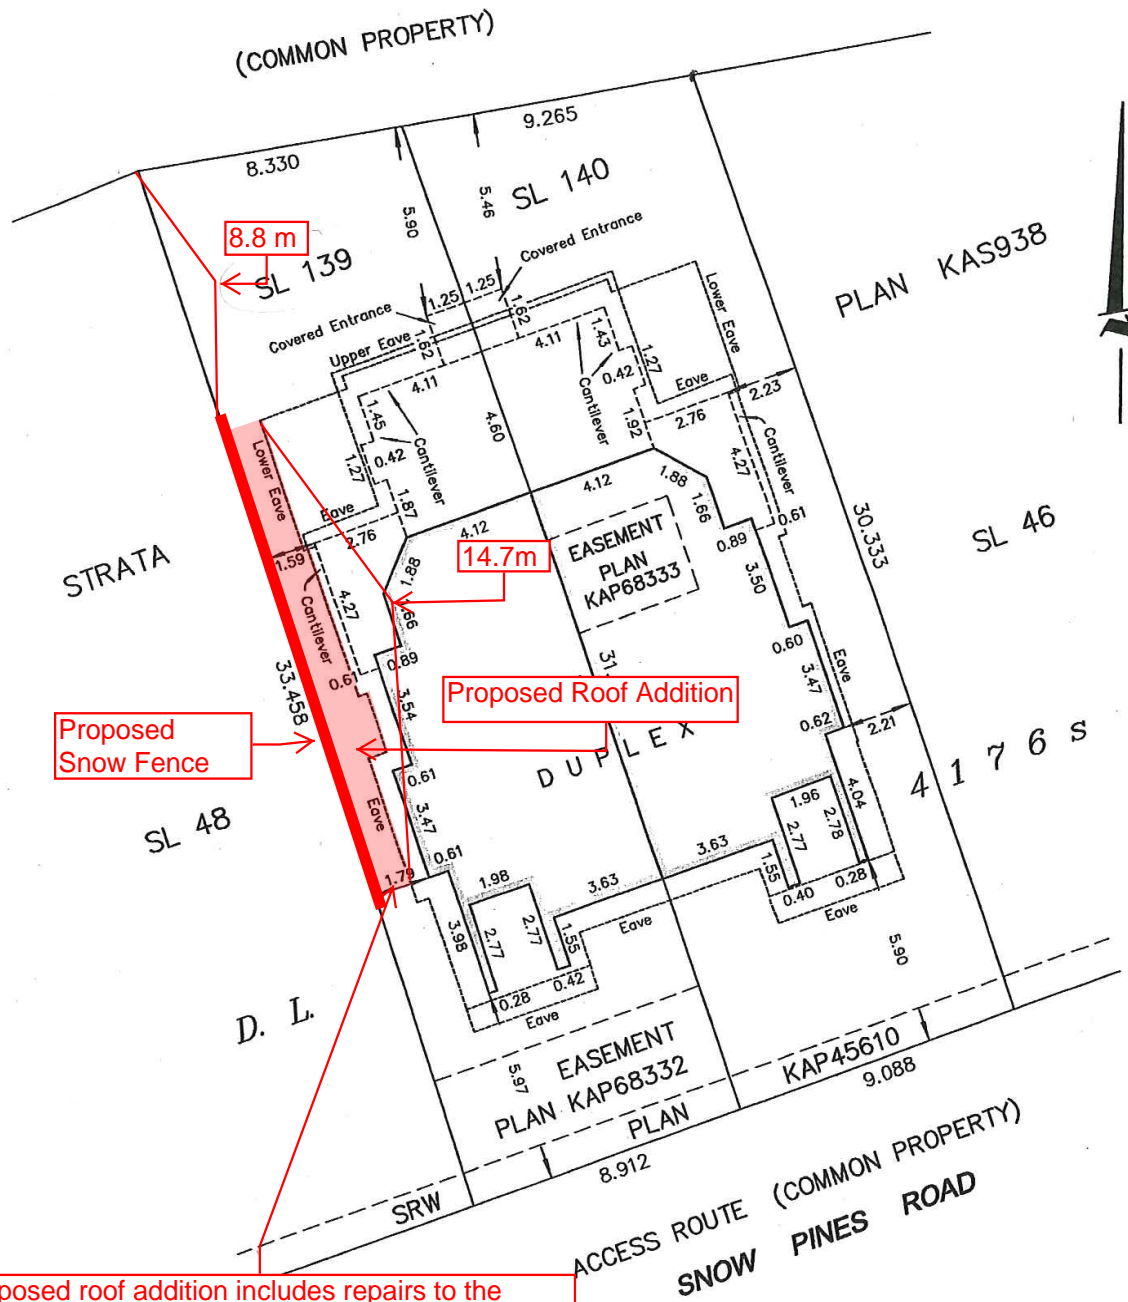 (COMMON PROPERTY)
9.265
8.330
SL 140
5.46
5.90
8.8 m
SL 139
PLAN KAS938
Covered Entrance
Covered Entrance
1.25
1.25
1.62
1.62
Upper Eave
Lower Eave
4.11
4.11
1.43
1.27
0.42
Cantilever
Eave
2.23
2.76
1.92
4.27
Cantilever
0.61
1.45
0.42
1.27
Cantilever
1.87
4.60
Lower Eave
Eave
2.76
1.59
4.12
4.12
1.88
1.66
0.89
3.50
30.333
SL 46
EASEMENT
PLAN
KAP68333
STRATA
14.7m
1.88
1.66
Cantilever
4.27
0.61
0.89
33.458
3.54
31.
0.60
3.47
Eave
0.62
2.21
Proposed Roof Addition
Proposed
Snow Fence
DUPLEX
4176s
SL 48
Eave
0.61
3.47
0.61
1.79
1.98
3.63
3.63
1.96
2.77
2.78
4.04
1.55
0.40
0.28
Eave
3.98
2.77
2.77
1.55
0.28
0.42
Eave
Eave
5.90
D. L.
5.97
EASEMENT
PLAN KAP68332
PLAN
KAP45610
9.088
8.912
SRW
ACCESS ROUTE (COMMON PROPERTY)
SNOW PINES ROAD
posed roof addition includes repairs to the